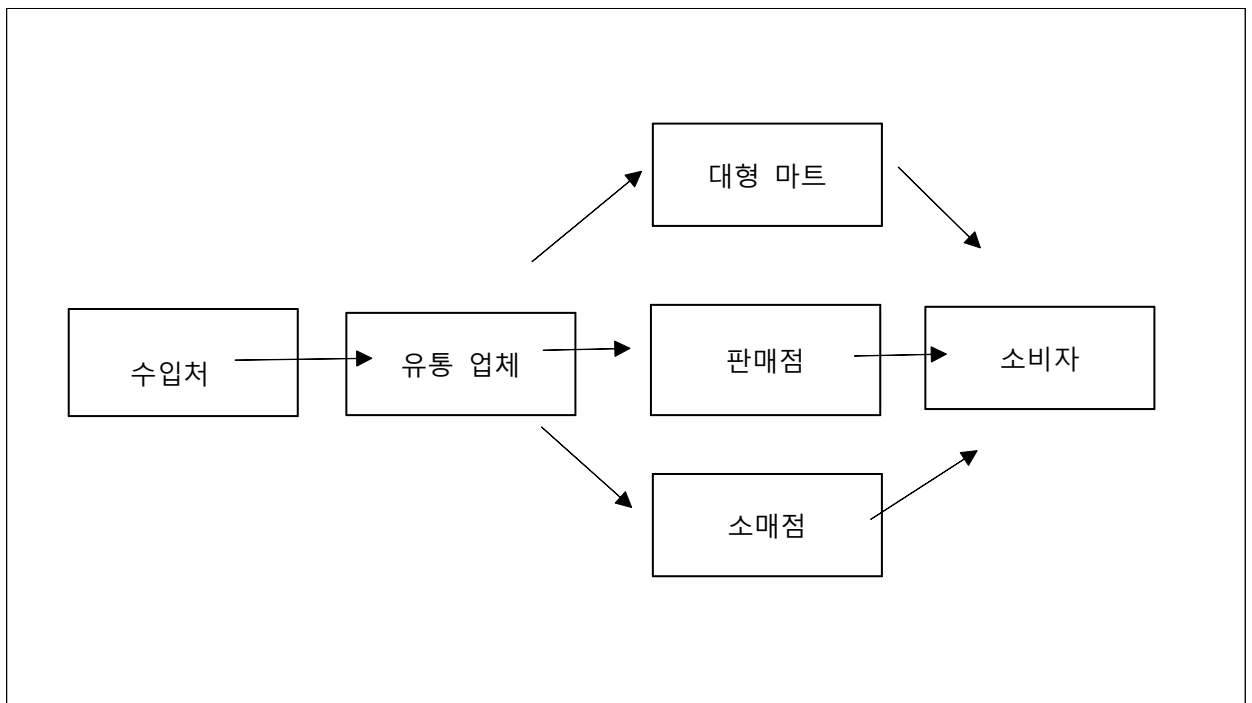 대형 마트
수입처
유통 업체
판매점
소비자
소매점